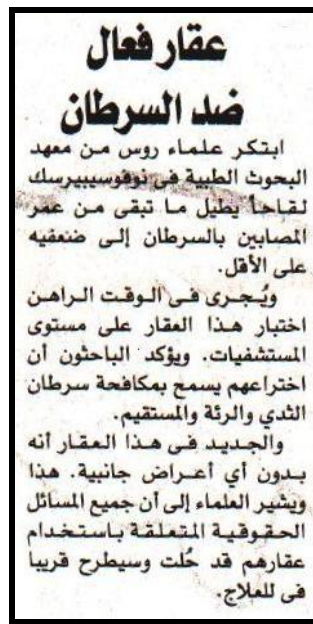 عقار فعال
ضد السرطان
ابتكر علماء روس من معهد
البحوث الطبية فى نوفوسيبيرسك
لقاحاً يطيل ما تبقى من عمر
المصابين بالسرطان إلى ضعفيه
على الأقل.
ويُجرى فى الوقت الراهن
اختبار هذا العقار على مستوى
المستشفيات. ويؤكد الباحثون أن
اختراعهم يسمح بمكافحة سرطان
الثدي والرئة والمستقيم.
والجديد فى هذا العقار أنه
بدون أي أعراض جانبية. هذا
ويشير العلماء إلى أن جميع المسائل
الحقوقية المتعلقة باستخدام
عقارهم قد حُلت وسيطرح قريبا
فى للعلاج.